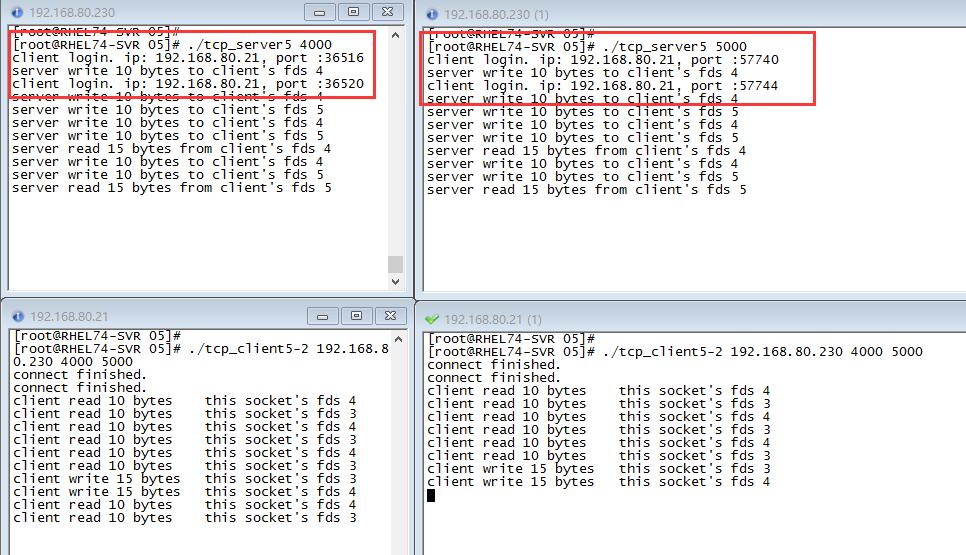 192.168.80.230
[root@RHEL74-SVR 05]#
[root@RHEL74-SVR 05]# ./tcp_server5 4000
client login. ip: 192.168.80.21, port :36516
server write 10 bytes to client's fds 4
client login. ip: 192.168.80.21, port :36520
server write 10 bytes to client's fds 4
server write 10 bytes to client's fds 5
server write 10 bytes to client's fds 4
server write 10 bytes to client's fds 5
server read 15 bytes from client's fds 4
server write 10 bytes to client's fds 4
server write 10 bytes to client's fds 5
server read 15 bytes from client's fds 5
192.168.80.230 (1)
[root@RHEL74-SVR 05]#
[root@RHEL74-SVR 05]# ./tcp_server5 5000
client login. ip: 192.168.80.21, port :57740
server write 10 bytes to client's fds 4
client login. ip: 192.168.80.21, port :57744
server write 10 bytes to client's fds 4
server write 10 bytes to client's fds 5
server write 10 bytes to client's fds 4
server write 10 bytes to client's fds 5
server read 15 bytes from client's fds 4
server write 10 bytes to client's fds 4
server write 10 bytes to client's fds 5
server read 15 bytes from client's fds 5
192.168.80.21
[root@RHEL74-SVR 05]#
[root@RHEL74-SVR 05]# ./tcp_client5-2 192.168.8
0.230 4000 5000
connect finished.
connect finished.
client read 10 bytes    this socket's fds 4
client read 10 bytes    this socket's fds 3
client read 10 bytes    this socket's fds 4
client read 10 bytes    this socket's fds 3
client read 10 bytes    this socket's fds 4
client read 10 bytes    this socket's fds 3
client write 15 bytes   this socket's fds 3
client write 15 bytes   this socket's fds 4
client read 10 bytes    this socket's fds 4
client read 10 bytes    this socket's fds 3
192.168.80.21 (1)
[root@RHEL74-SVR 05]#
[root@RHEL74-SVR 05]# ./tcp_client5-2 192.168.80.230 4000 5000
connect finished.
connect finished.
client read 10 bytes    this socket's fds 4
client read 10 bytes    this socket's fds 3
client read 10 bytes    this socket's fds 4
client read 10 bytes    this socket's fds 3
client read 10 bytes    this socket's fds 4
client read 10 bytes    this socket's fds 3
client write 15 bytes   this socket's fds 3
client write 15 bytes   this socket's fds 4